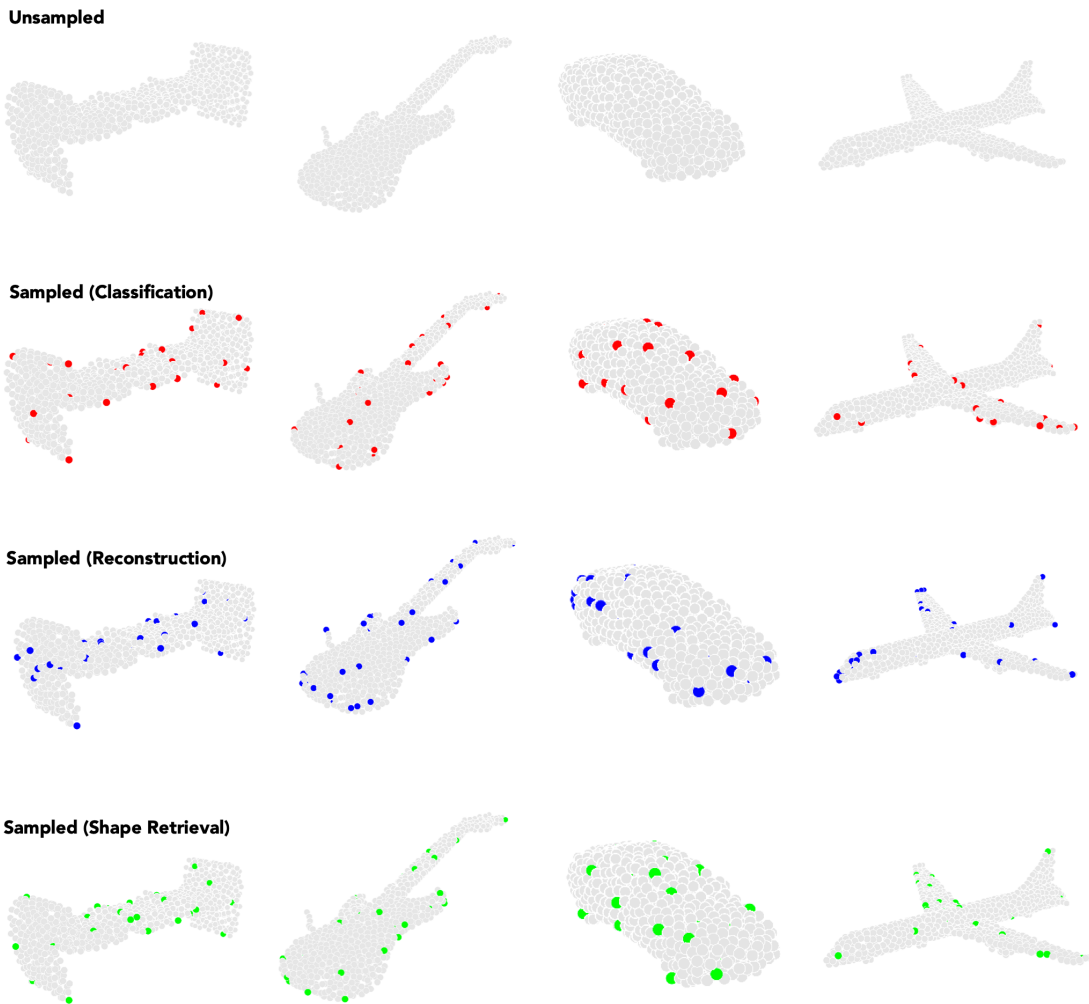 Unsampled
Sampled (Classification)
Sampled (Reconstruction)
Sampled (Shape Retrieval)